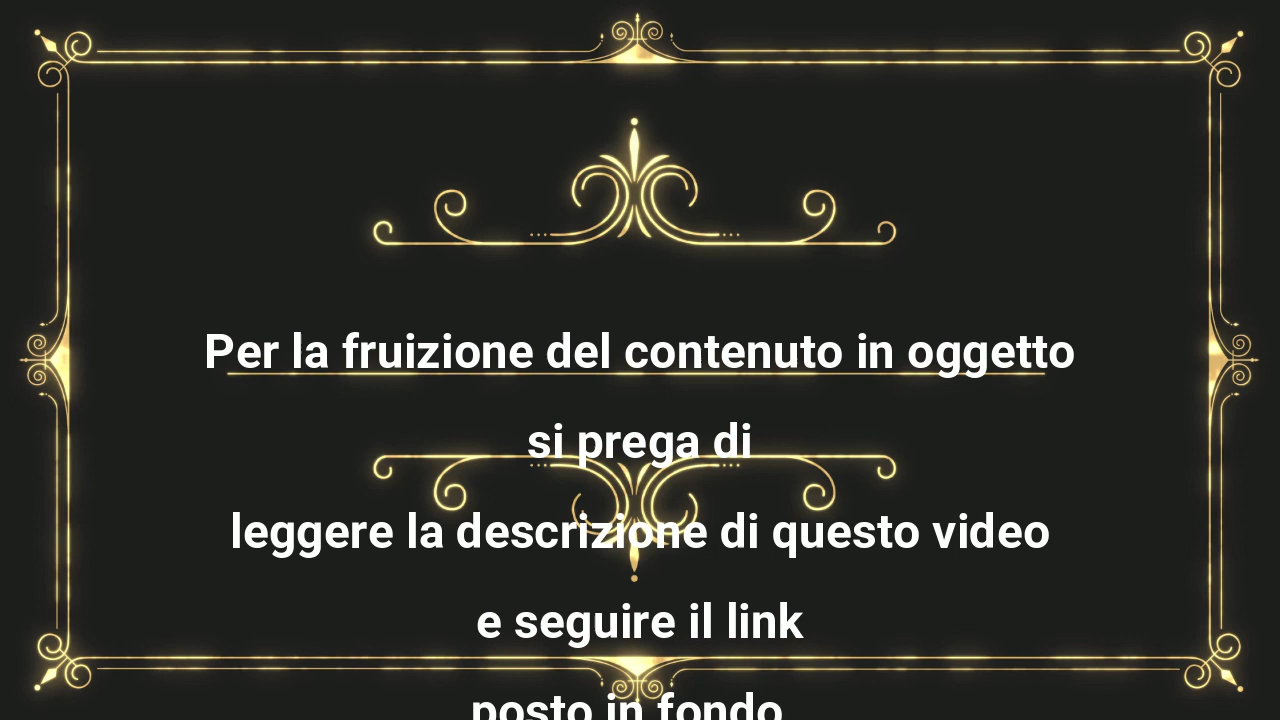 Per la fruizione del contenuto in oggetto
si prega di
leggere la descrizione di questo video
e seguire il link
posto in fondo